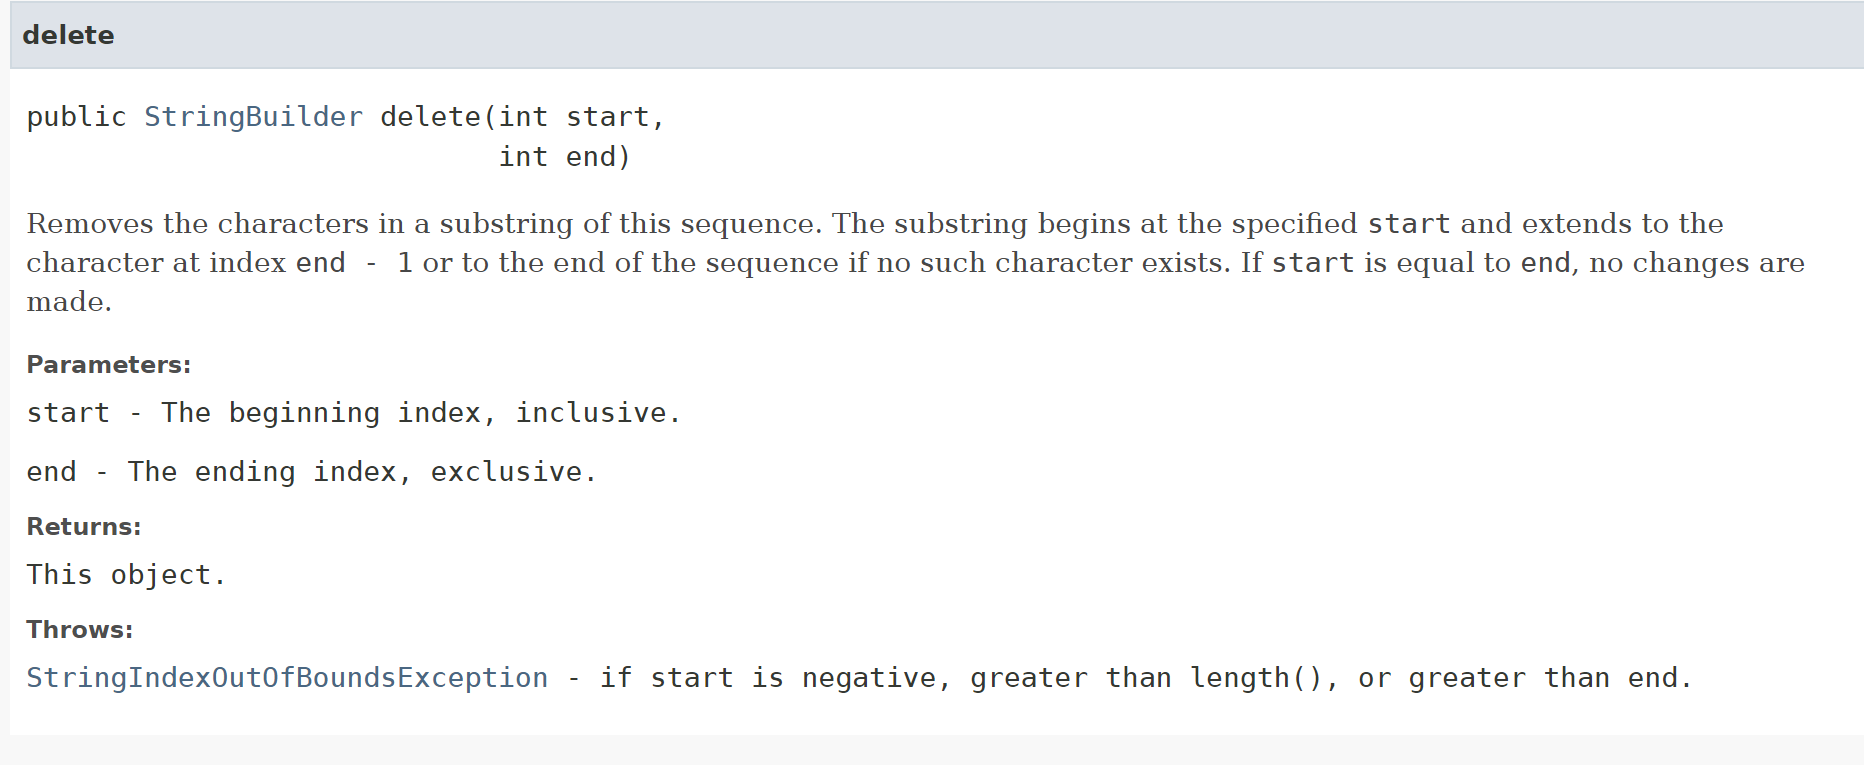 delete
public StringBuilder delete(int start,
int end)
Removes the characters in a substring of this sequence. The substring begins at the specified start and extends to the
character at index end - 1 or to the end of the sequence if no such character exists. If start is equal to end, no changes are
made.
Parameters:
start - The beginning index, inclusive.
end - The ending index, exclusive.
Returns:
This object.
Throws:
StringIndexOutOfBoundsException - if start is negative, greater than length(), or greater than end.